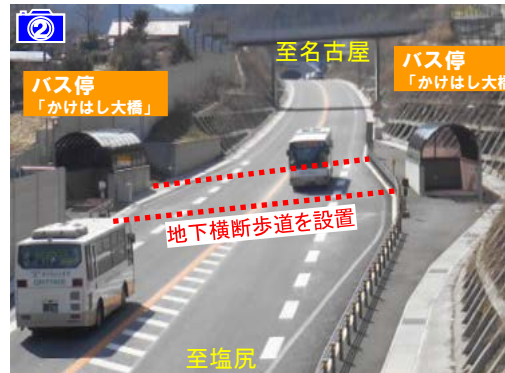 ②
至名古屋
バス停
「かけはし大橋」
バス停
「かけはし大橋
地下横断歩道を設置
至塩尻